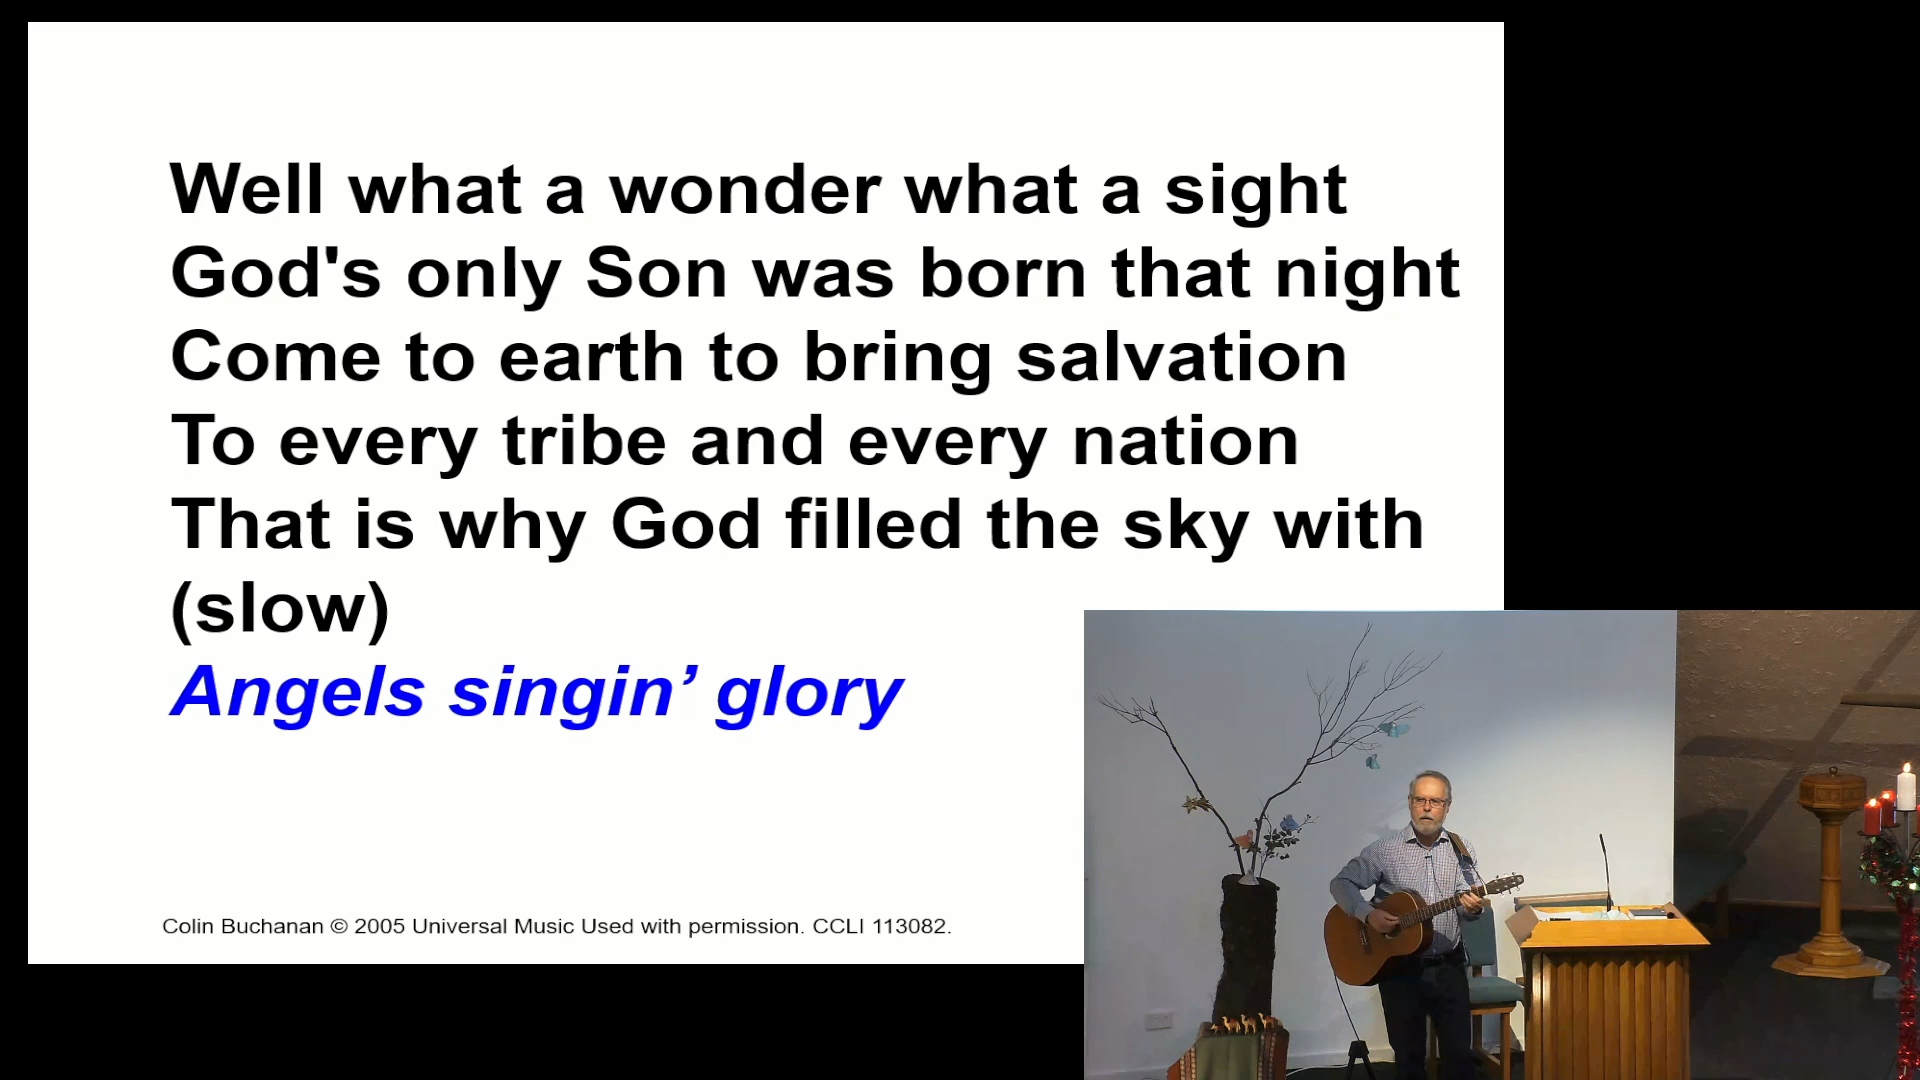 Well what a wonder what a sight
God's only Son was born that night
Come to earth to bring salvation
To every tribe and every nation
That is why God filled the sky with
(slow)
Angels singin’ glory
Colin Buchanan © 2005 Universal Music Used with permission. CCLI 113082.